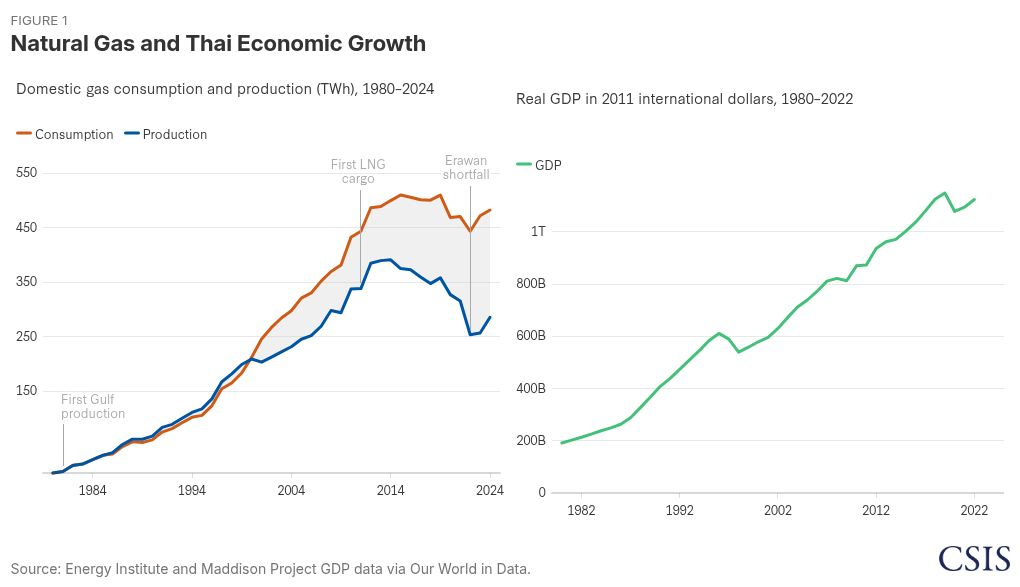 FIGURE 1
Natural Gas and Thai Economic Growth
Domestic gas consumption and production (TWh), 1980–2024
Consumption Production
550
450
350
250
150
First Gulf
production
First LNG
cargo
Erawan
shortfall
1984 1994 2004 2014 2024
Real GDP in 2011 international dollars, 1980–2022
GDP
1T
800B
600B
400B
200B
0
1982 1992 2002 2012 2022
Source: Energy Institute and Maddison Project GDP data via Our World in Data.
CSIS